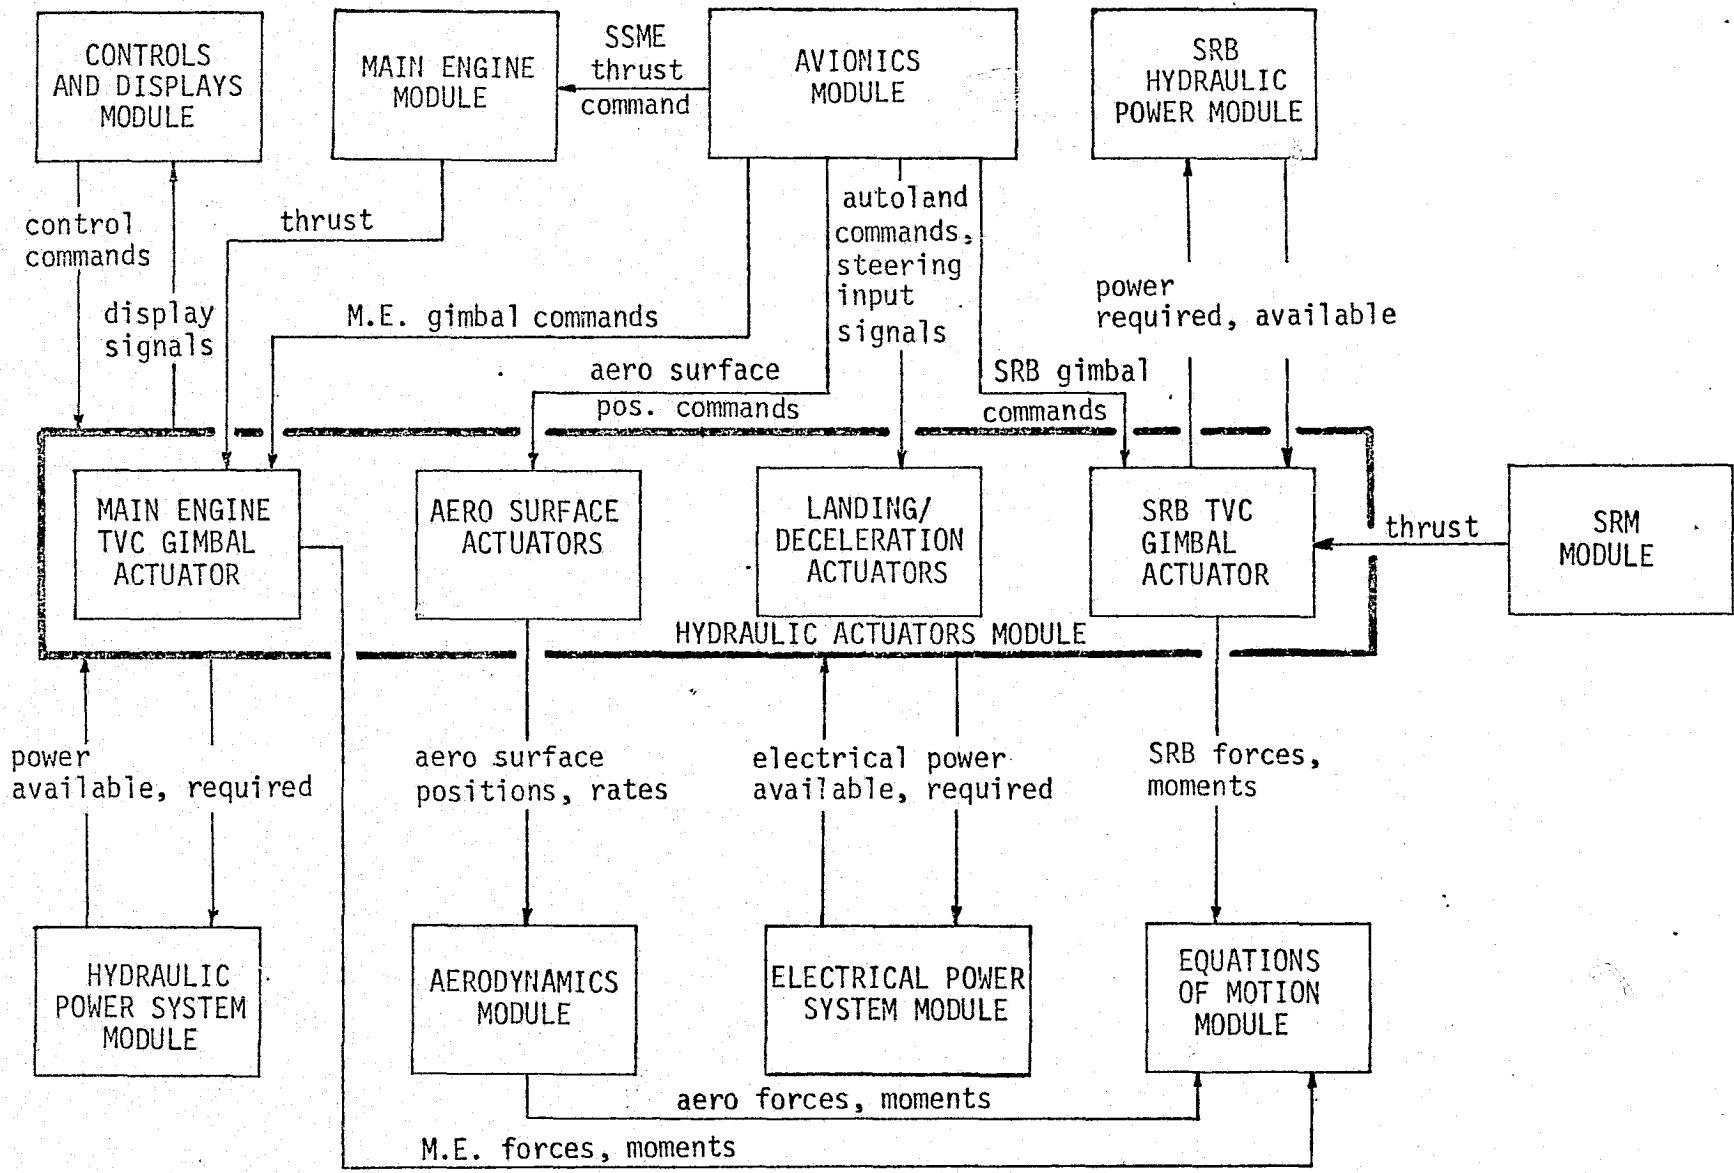 CONTROLS
AND DISPLAYS
MODULE
MAIN ENGINE
MODULE
SSME
thrust
command
AVIONICS
MODULE
SRB
HYDRAULIC
POWER MODULE
control
commands
display
signals
thrust
M.E. gimbal commands
aero surface
pos. commands
autoland
commands,
steering
input
signals
SRB gimbal
commands
power
required, available
MAIN ENGINE
TVC GIMBAL
ACTUATOR
AERO SURFACE
ACTUATORS
LANDING/
DECELERATION
ACTUATORS
SRB TVC
GIMBAL
ACTUATOR
thrust
SRM
MODULE
HYDRAULIC ACTUATORS MODULE
power
available, required
aero surface
positions, rates
electrical power
available, required
SRB forces,
moments
HYDRAULIC
POWER SYSTEM
MODULE
AERODYNAMICS
MODULE
ELECTRICAL POWER
SYSTEM MODULE
EQUATIONS
OF MOTION
MODULE
aero forces, moments
M.E. forces, moments